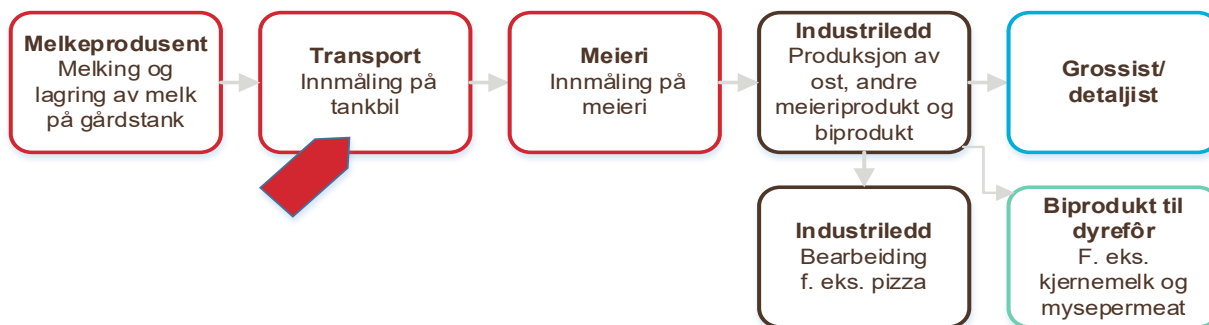 Melkeprodusent
Melking og
lagring av melk
på gårdstank
Transport
Innmåling på
tankbil
Meieri
Innmåling på
meieri
Industriledd
Produksjon av
ost, andre
meieriprodukt og
biprodukt
Grossist/
detaljist
Industriledd
Bearbeiding
f. eks. pizza
Biprodukt til
dyrefôr
F. eks.
kjernemelk og
mysepermeat